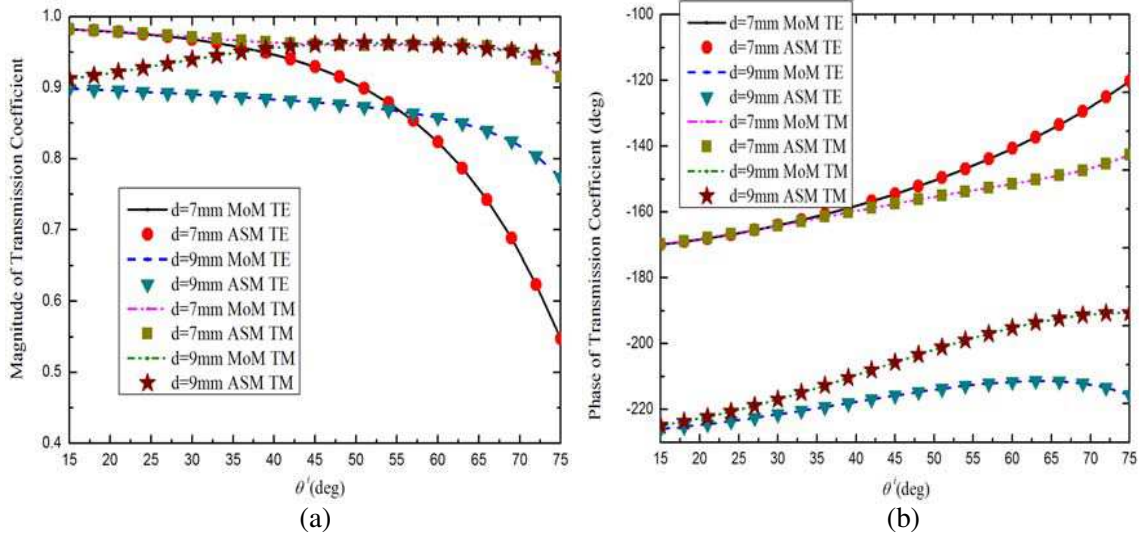 Magnitude of Transmission Coefficient
1.0
0.9
0.8
0.7
0.6
0.5
0.4
d=7mm MoM TE
d=7mm ASM TE
d=9mm MoM TE
d=9mm ASM TE
d=7mm MoM TM
d=7mm ASM TM
d=9mm MoM TM
d=9mm ASM TM
15 20 25 30 35 40 45 50 55 60 65 70 75
θ^i(deg)
(a)
Phase of Transmission Coefficient (deg)
-100
-120
-140
-160
-180
-200
-220
d=7mm MoM TE
d=7mm ASM TE
d=9mm MoM TE
d=9mm ASM TE
d=7mm MoM TM
d=7mm ASM TM
d=9mm MoM TM
d=9mm ASM TM
15 20 25 30 35 40 45 50 55 60 65 70 75
θ^i(deg)
(b)